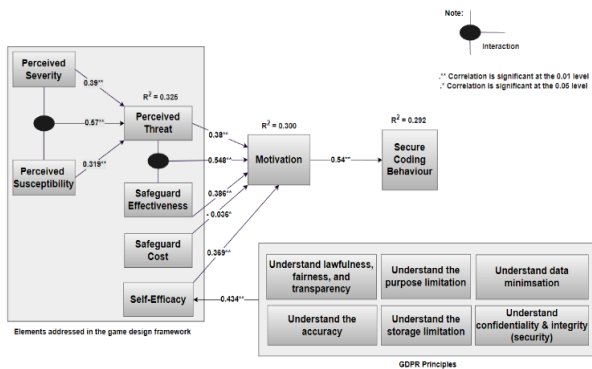 Note:
Interaction
.** Correlation is significant at the 0.01 level
.* Correlation is significant at the 0.05 level
Perceived
Severity
0.39**
R² = 0.325
0.57**
Perceived
Threat
0.38**
R² = 0.300
R² = 0.292
0.319**
0.548**
Motivation
0.54**
Secure
Coding
Behaviour
Perceived
Susceptibility
Safeguard
Effectiveness
0.386**
- 0.036*
Safeguard
Cost
0.369**
Self-Efficacy
0.434**
Understand lawfulness,
fairness, and
transparency
Understand the
purpose limitation
Understand data
minmsation
Understand the
accuracy
Understand the
storage limitation
Understand
confidentiality & integrity
(security)
Elements addressed in the game design framework
GDPR Principles